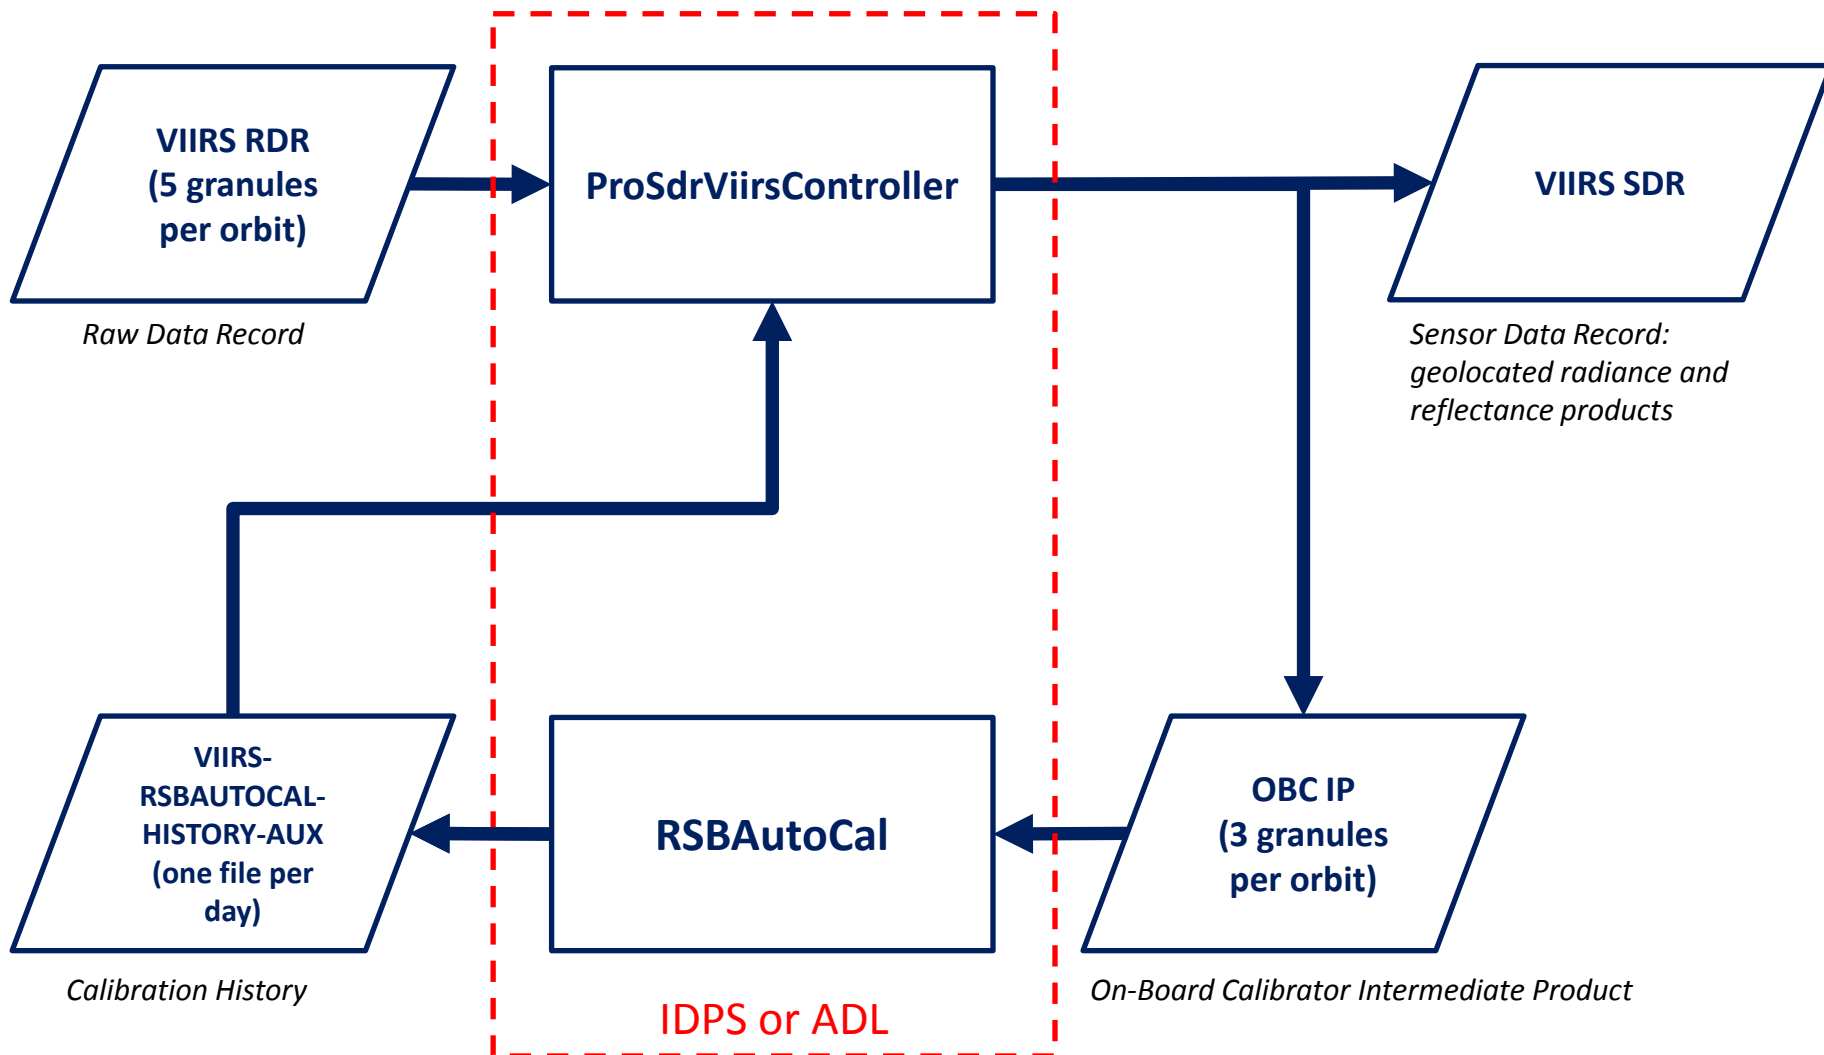 VIIRS RDR
(5 granules
per orbit)
Raw Data Record
ProSdrViirsController
VIIRS SDR
Sensor Data Record:
geolocated radiance and
reflectance products
VIIRS-
RSBAUTOCAL-
HISTORY-AUX
(one file per
day)
Calibration History
RSBAutoCal
OBC IP
(3 granules
per orbit)
On-Board Calibrator Intermediate Product
IDPS or ADL